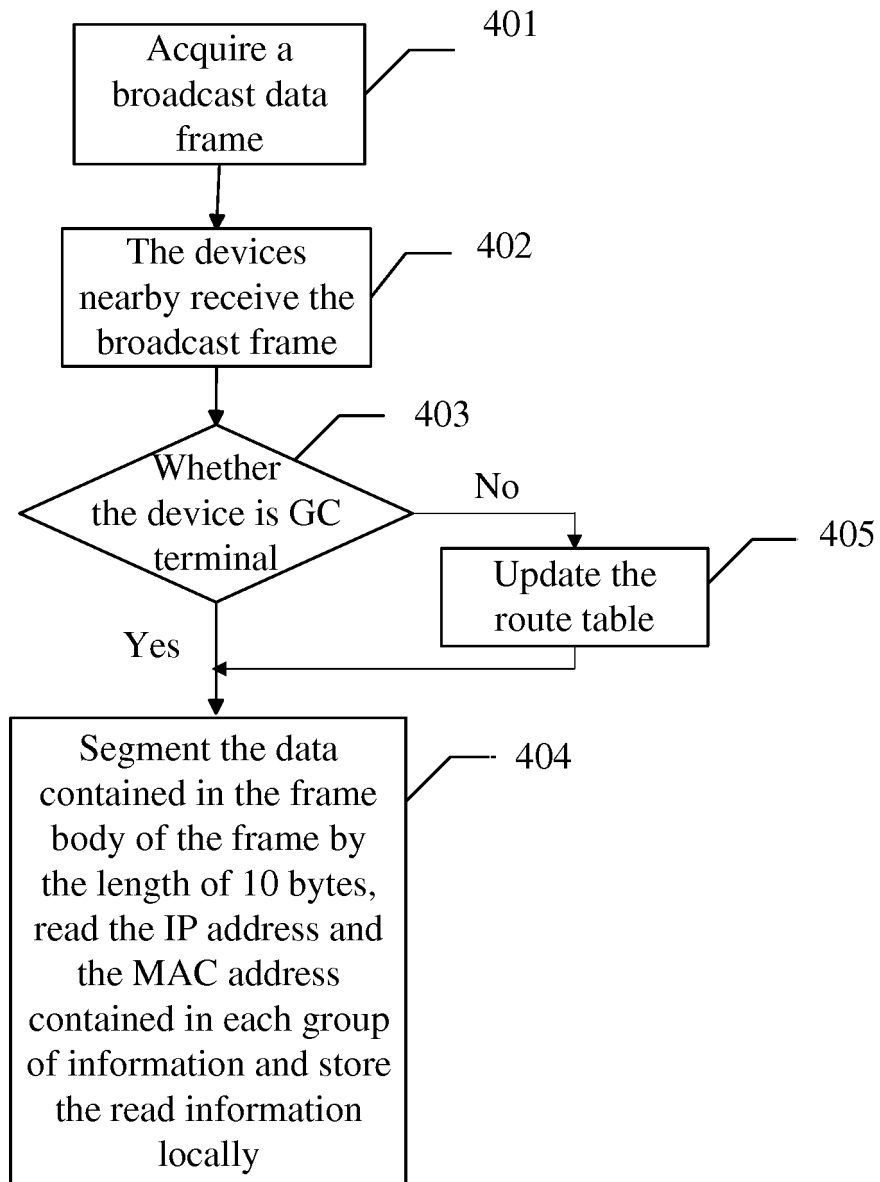 401
Acquire a
broadcast data
frame
402
The devices
nearby receive the
broadcast frame
403
Whether
the device is GC
terminal
No
405
Update the
route table
Yes
404
Segment the data
contained in the frame
body of the frame by
the length of 10 bytes,
read the IP address and
the MAC address
contained in each group
of information and store
the read information
locally